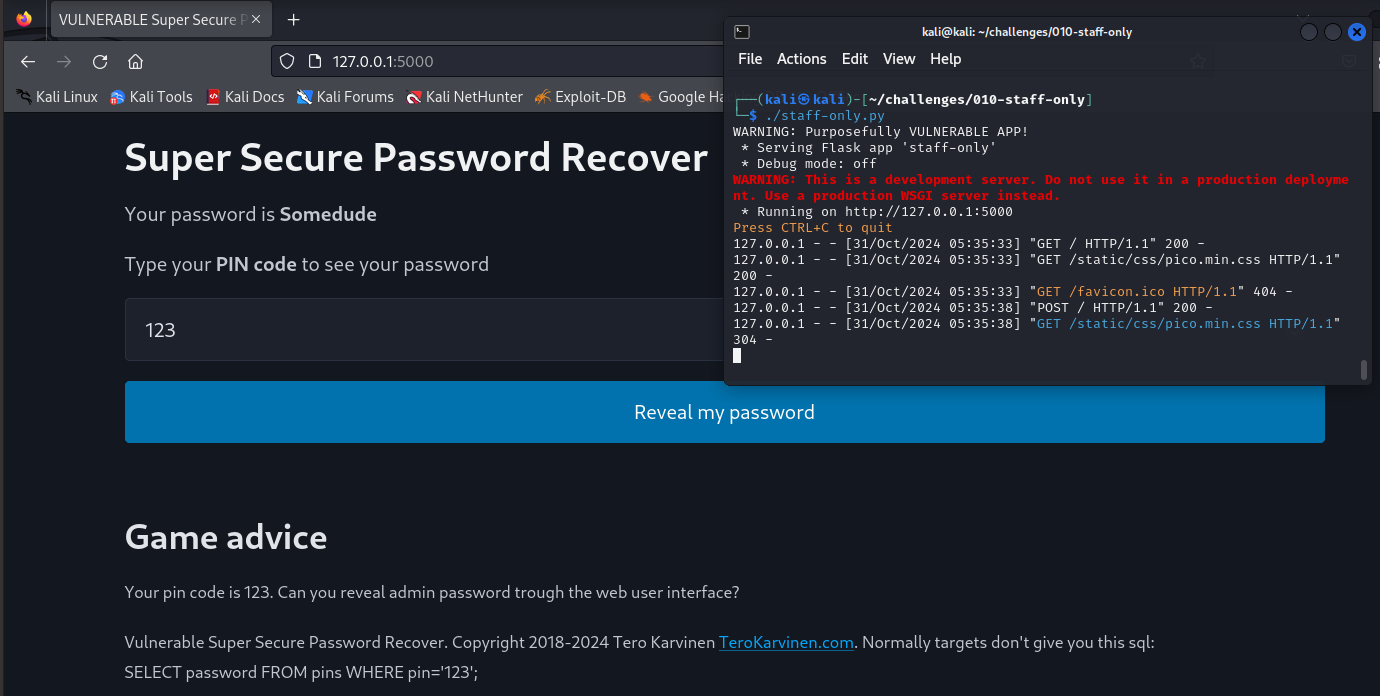 VULNERABLE Super Secure P
127.0.0.1:5000
Kali Linux Kali Tools Kali Docs Kali Forums Kali NetHunter Exploit-DB Google Ha
Super Secure Password Recover
Your password is Somedude
Type your PIN code to see your password
123
Reveal my password
Game advice
Your pin code is 123. Can you reveal admin password trough the web user interface?
Vulnerable Super Secure Password Recover. Copyright 2018-2024 Tero Karvinen TeroKarvinen.com. Normally targets don't give you this sql:
SELECT password FROM pins WHERE pin='123';
kali@kali: ~/challenges/010-staff-only
File Actions Edit View Help
┌──(kali㉿kali)-[~/challenges/010-staff-only]
└─$ ./staff-only.py
WARNING: Purposefully VULNERABLE APP!
* Serving Flask app 'staff-only'
* Debug mode: off
WARNING: This is a development server. Do not use it in a production deployme
nt. Use a production WSGI server instead.
* Running on http://127.0.0.1:5000
Press CTRL+C to quit
127.0.0.1 - - [31/Oct/2024 05:35:33] "GET / HTTP/1.1" 200 -
127.0.0.1 - - [31/Oct/2024 05:35:33] "GET /static/css/pico.min.css HTTP/1.1"
200 -
127.0.0.1 - - [31/Oct/2024 05:35:33] "GET /favicon.ico HTTP/1.1" 404 -
127.0.0.1 - - [31/Oct/2024 05:35:38] "POST / HTTP/1.1" 200 -
127.0.0.1 - - [31/Oct/2024 05:35:38] "GET /static/css/pico.min.css HTTP/1.1"
304 -